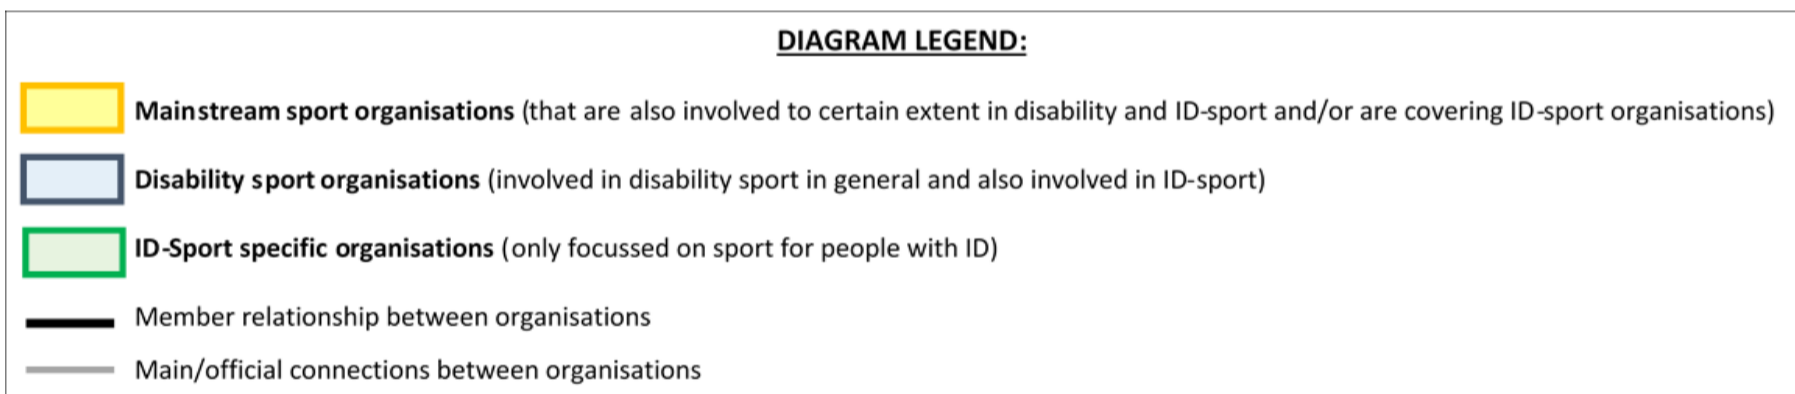 DIAGRAM LEGEND:
Mainstream sport organisations (that are also involved to certain extent in disability and ID-sport and/or are covering ID-sport organisations)
Disability sport organisations (involved in disability sport in general and also involved in ID-sport)
ID-Sport specific organisations (only focussed on sport for people with ID)
Member relationship between organisations
Main/official connections between organisations